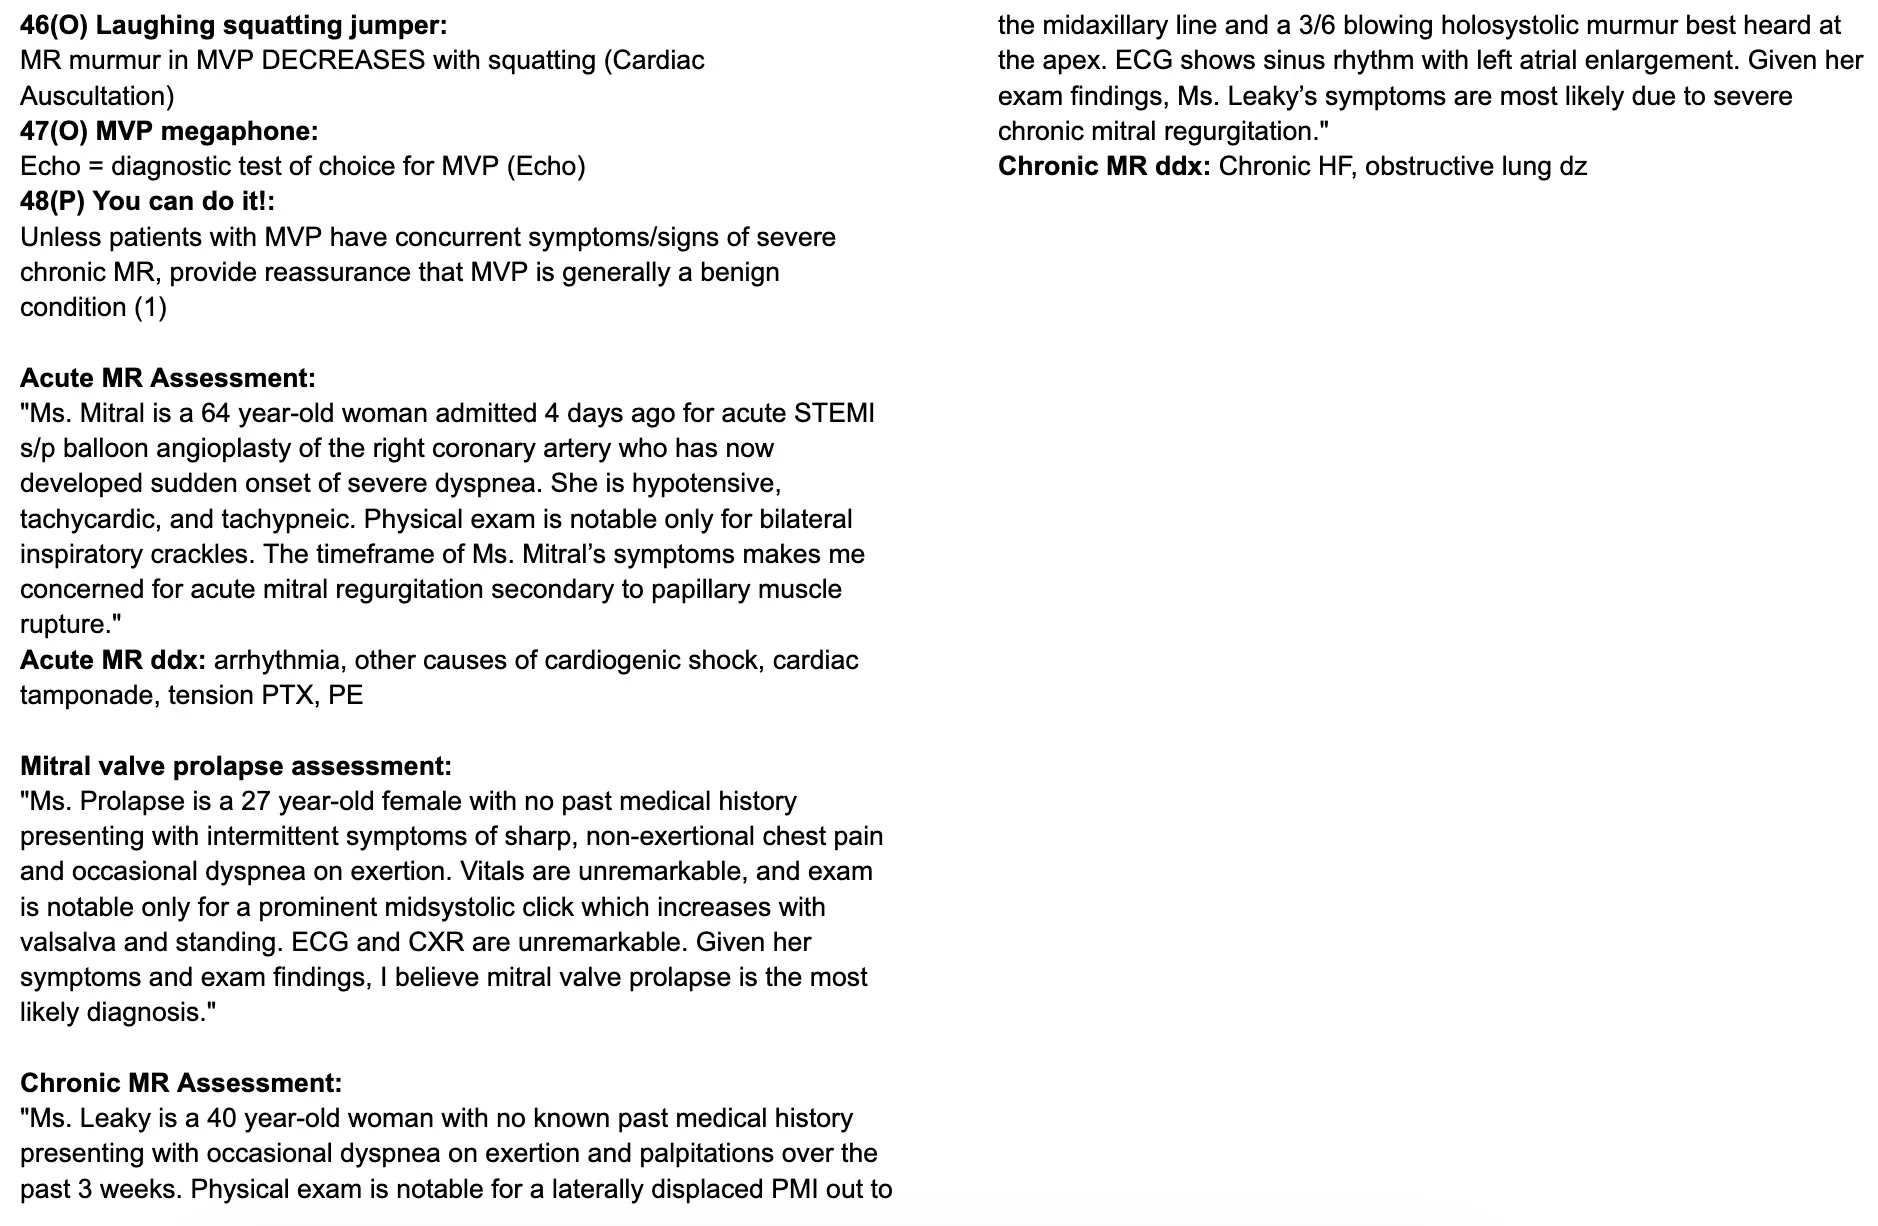 46(O) Laughing squatting jumper:
MR murmur in MVP DECREASES with squatting (Cardiac
Auscultation)
47(O) MVP megaphone:
Echo = diagnostic test of choice for MVP (Echo)
48(P) You can do it!:
Unless patients with MVP have concurrent symptoms/signs of severe
chronic MR, provide reassurance that MVP is generally a benign
condition (1)
Acute MR Assessment:
"Ms. Mitral is a 64 year-old woman admitted 4 days ago for acute STEMI
s/p balloon angioplasty of the right coronary artery who has now
developed sudden onset of severe dyspnea. She is hypotensive,
tachycardic, and tachypneic. Physical exam is notable only for bilateral
inspiratory crackles. The timeframe of Ms. Mitral’s symptoms makes me
concerned for acute mitral regurgitation secondary to papillary muscle
rupture."
Acute MR ddx: arrhythmia, other causes of cardiogenic shock, cardiac
tamponade, tension PTX, PE
Mitral valve prolapse assessment:
"Ms. Prolapse is a 27 year-old female with no past medical history
presenting with intermittent symptoms of sharp, non-exertional chest pain
and occasional dyspnea on exertion. Vitals are unremarkable, and exam
is notable only for a prominent midsystolic click which increases with
valsalva and standing. ECG and CXR are unremarkable. Given her
symptoms and exam findings, I believe mitral valve prolapse is the most
likely diagnosis."
Chronic MR Assessment:
"Ms. Leaky is a 40 year-old woman with no known past medical history
presenting with occasional dyspnea on exertion and palpitations over the
past 3 weeks. Physical exam is notable for a laterally displaced PMI out to
the midaxillary line and a 3/6 blowing holosystolic murmur best heard at
the apex. ECG shows sinus rhythm with left atrial enlargement. Given her
exam findings, Ms. Leaky’s symptoms are most likely due to severe
chronic mitral regurgitation."
Chronic MR ddx: Chronic HF, obstructive lung dz